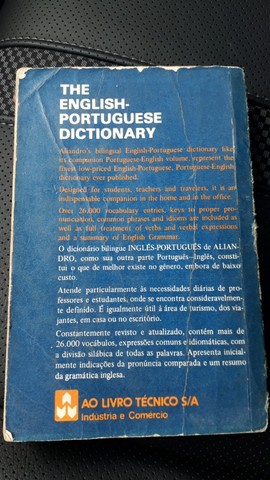 THE
ENGLISH-
PORTUGUESE
DICTIONARY
Aliandro's bilingual English-Portuguese dictionary like
its companion Portuguese-English volume, represent the
finest low-priced English-Portuguese, Portuguese-English
dictionary ever published.
Designed for students, teachers and travelers, it is an
indispensable companion in the home and in the office.
Over 26.000 vocabulary entries, keys to proper pro-
nunciation, common phrases and idioms are included as
well as full treatment of verbs and verbal expressions
and a summary of English Grammar.
O dicionário bilingue INGLÊS-PORTUGUÊS de ALIAN-
DRO, como sua outra parte Português-Inglês, consti-
tui o que de melhor existe no gênero, embora de baixo
custo.
Atende particularmente às necessidades diárias de pro-
fessores e estudantes, onde se encontra consideravelmen-
te definido. É igualmente útil à área de turismo, dos via-
jantes, em casa ou no escritório.
Constantemente revisto e atualizado, contém mais de
26.000 vocábulos, expressões comuns e idiomáticas, com
a divisão silábica de todas as palavras. Apresenta inicial-
mente indicações da pronúncia comparada e um resumo
da gramática inglesa.
AO LIVRO TÉCNICO S/A
Indústria e Comércio